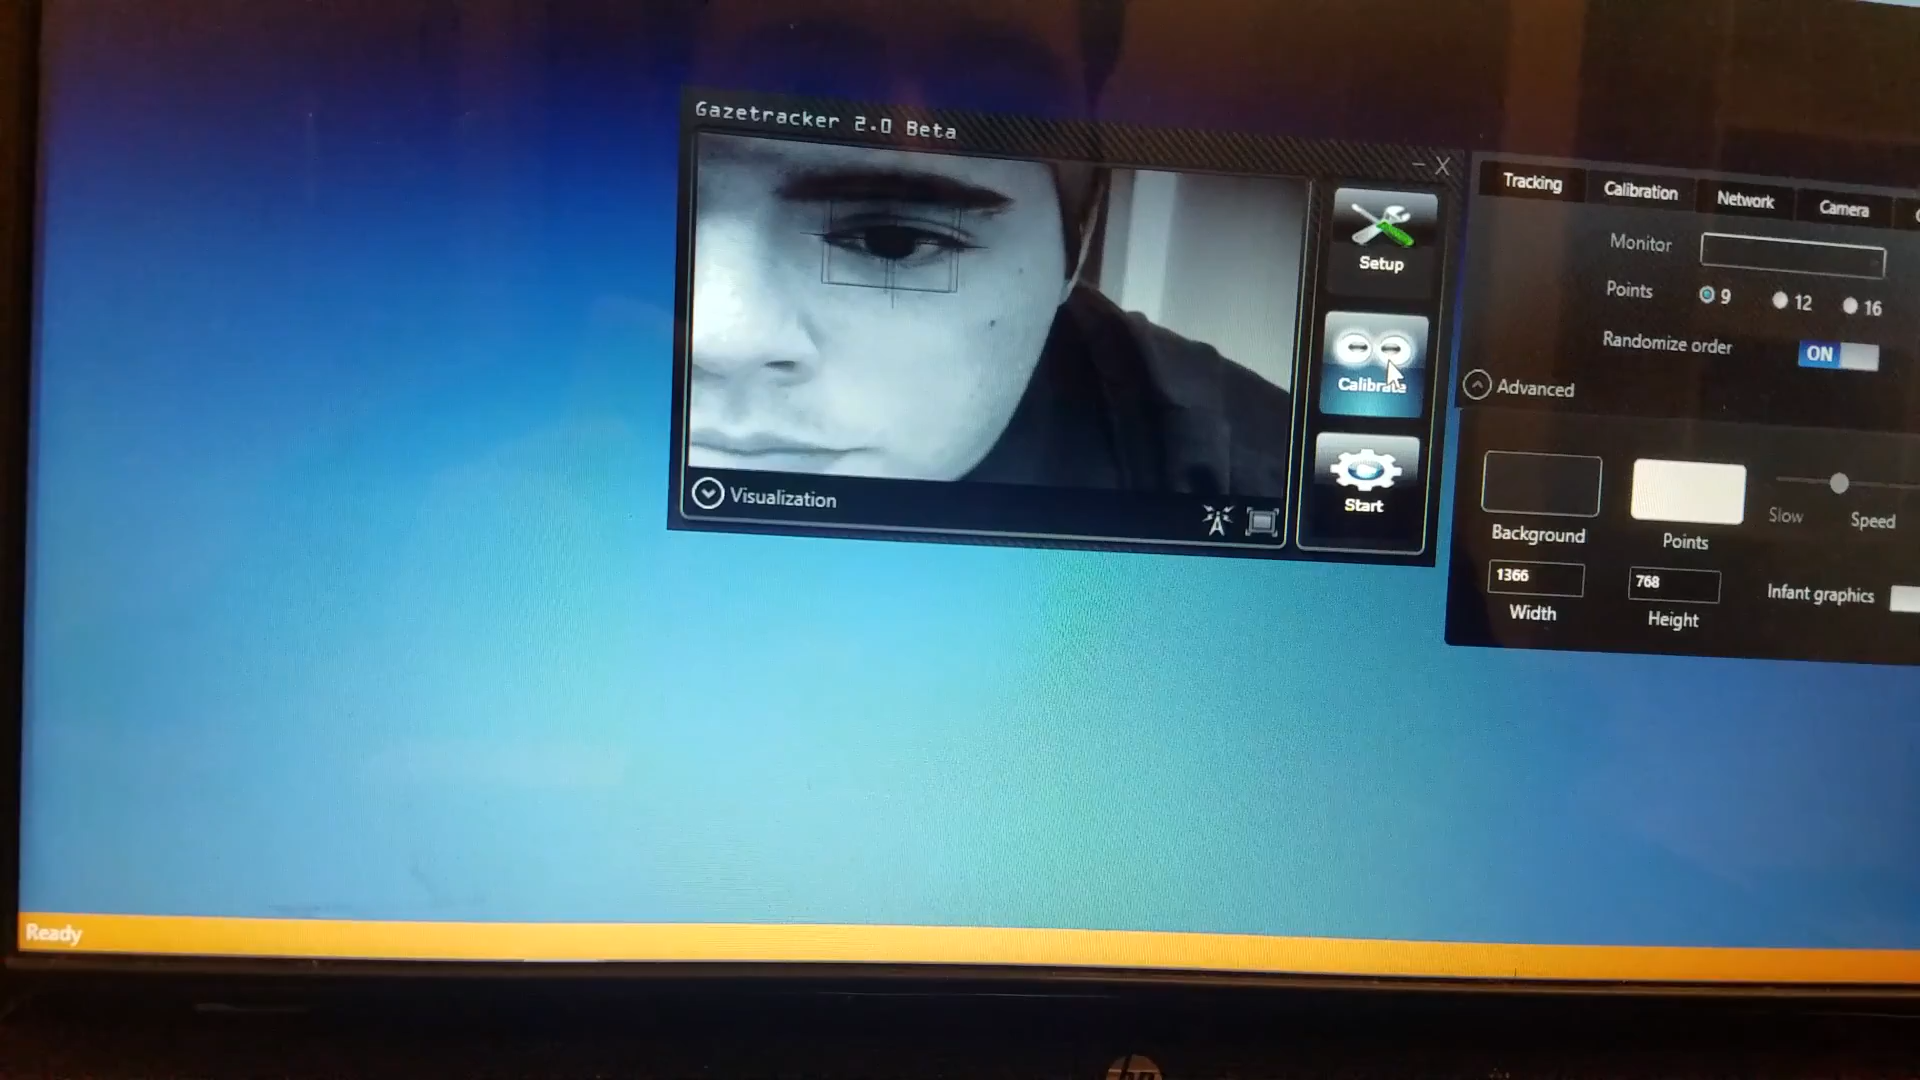 Gazetracker 2.0 Beta
X
Setup
Calibrate
Start
Visualization
Tracking
Calibration
Network
Camera
Monitor
Points 9 12 16
Randomize order ON
Advanced
Background
Points
Slow Speed
1366
Width
768
Height
Infant graphics
Ready
hp